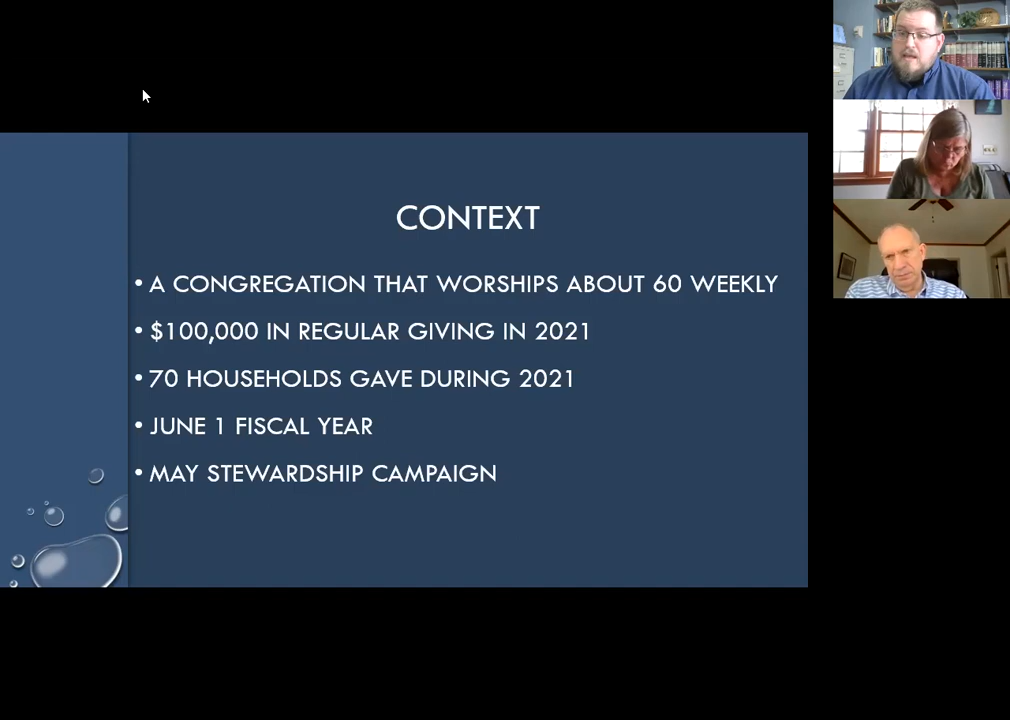 CONTEXT
• A CONGREGATION THAT WORSHIPS ABOUT 60 WEEKLY
• $100,000 IN REGULAR GIVING IN 2021
• 70 HOUSEHOLDS GAVE DURING 2021
• JUNE 1 FISCAL YEAR
• MAY STEWARDSHIP CAMPAIGN